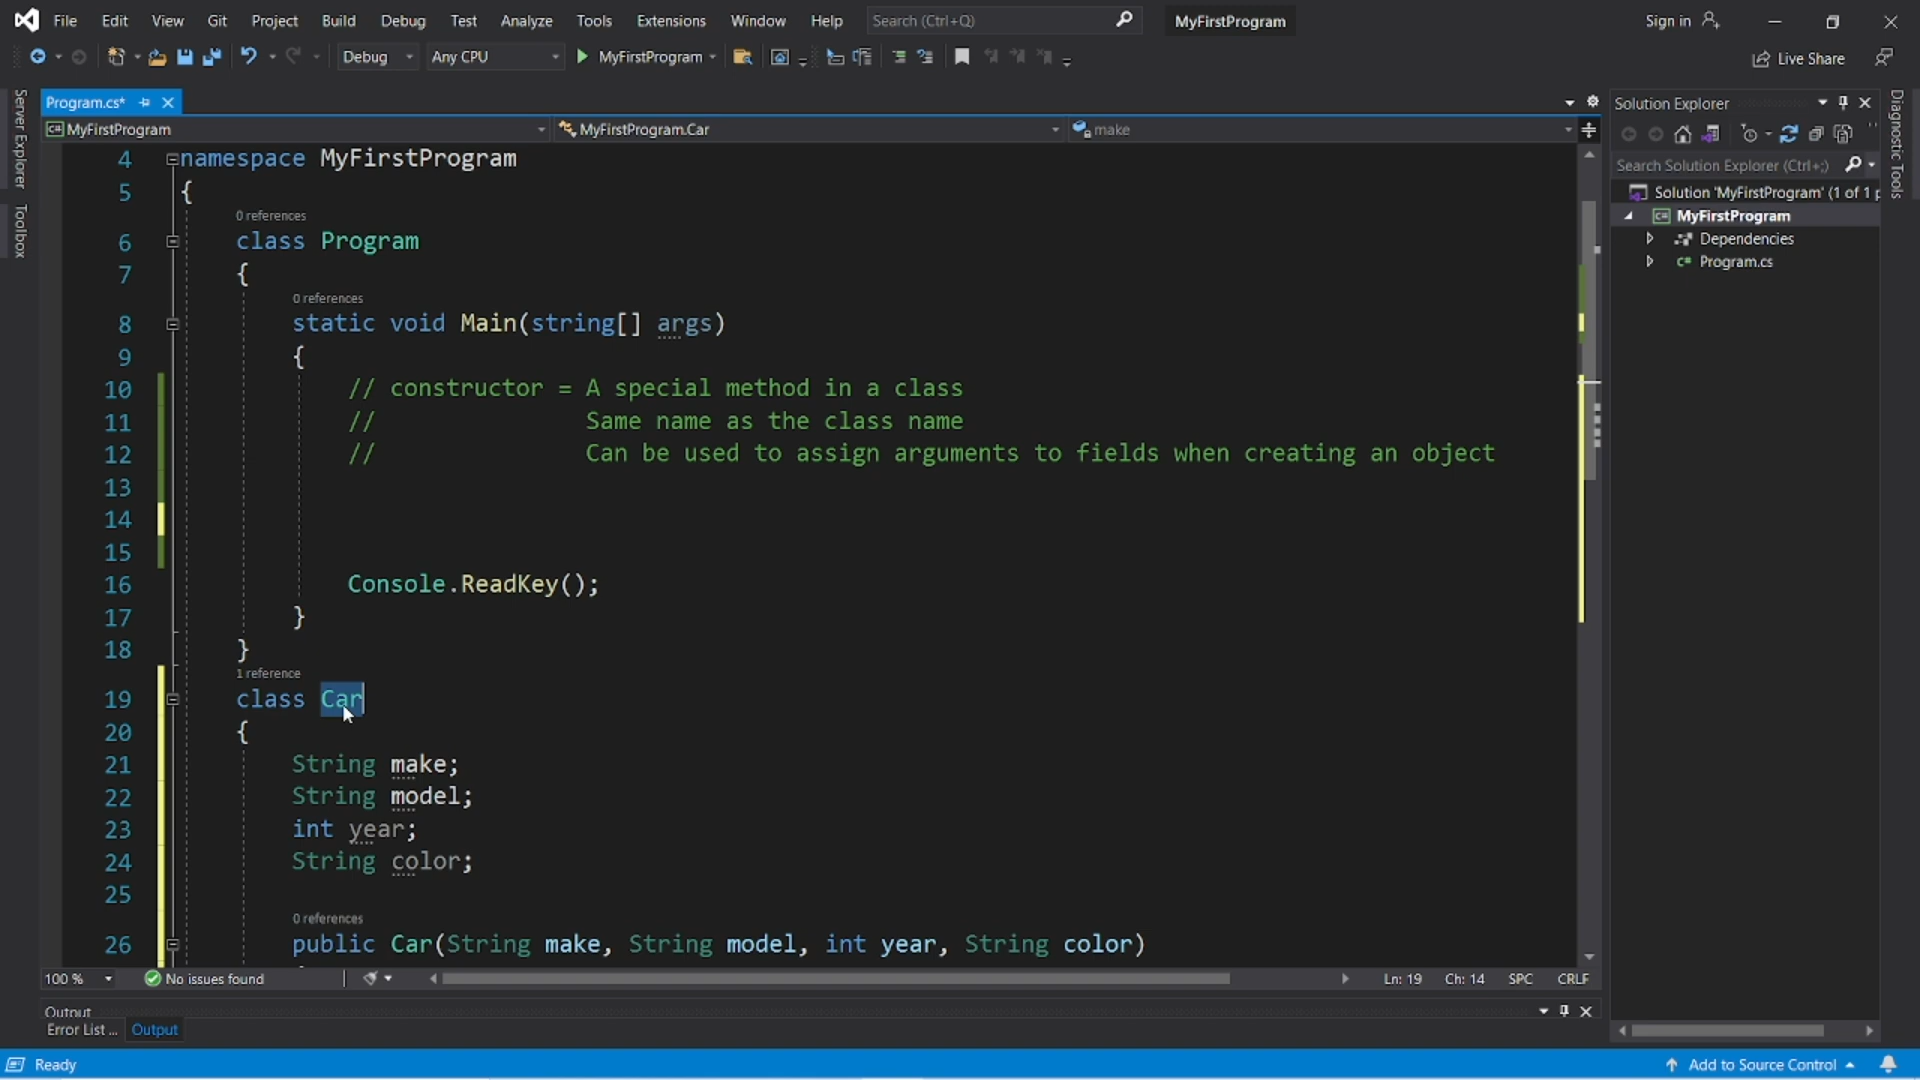 File Edit View Git Project Build Debug Test Analyze Tools Extensions Window Help Search (Ctrl+Q) MyFirstProgram Sign in
Debug Any CPU MyFirstProgram Live Share
Server Explorer
Toolbox
Program.cs*
MyFirstProgram MyFirstProgram.Car make
4 namespace MyFirstProgram
5 {
0 references
6 class Program
7 {
0 references
8 static void Main(string[] args)
9 {
10 // constructor = A special method in a class
11 // Same name as the class name
12 // Can be used to assign arguments to fields when creating an object
13
14
15
16 Console.ReadKey();
17 }
18 }
1 reference
19 class Car
20 {
21 String make;
22 String model;
23 int year;
24 String color;
25
0 references
26 public Car(String make, String model, int year, String color)
100 % No issues found Ln: 19 Ch: 14 SPC CRLF
Output
Error List ... Output
Ready Add to Source Control
Solution Explorer
Search Solution Explorer (Ctrl+;)
Solution 'MyFirstProgram' (1 of 1 p
MyFirstProgram
Dependencies
C# Program.cs
Diagnostic Tools